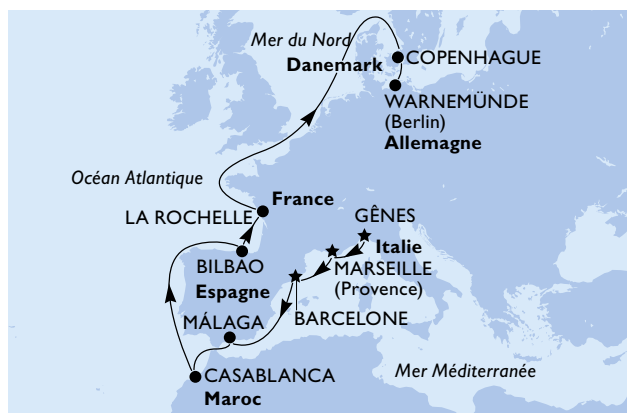 Mer du Nord
Danemark
COPENHAGUE
WARNEMÜNDE
(Berlin)
Allemagne
Océan Atlantique
France
LA ROCHELLE
GÊNES
Italie
BILBAO
Espagne
MARSEILLE
(Provence)
BARCELONE
MÁLAGA
Mer Méditerranée
CASABLANCA
Maroc